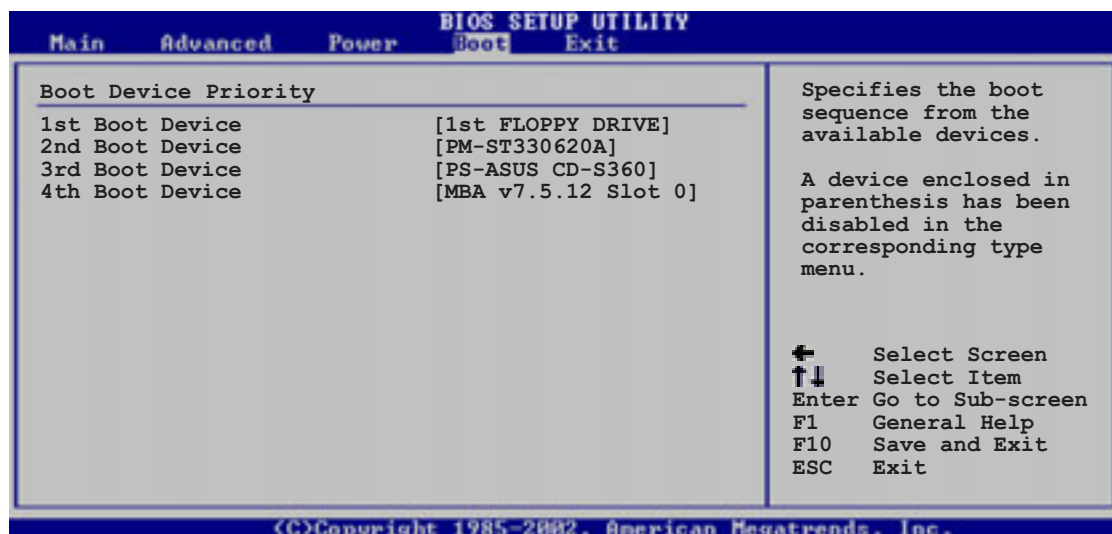 BIOS SETUP UTILITY
Main Advanced Power Boot Exit
Boot Device Priority
1st Boot Device [1st FLOPPY DRIVE]
2nd Boot Device [PM-ST330620A]
3rd Boot Device [PS-ASUS CD-S360]
4th Boot Device [MBA v7.5.12 Slot 0]
Specifies the boot
sequence from the
available devices.
A device enclosed in
parenthesis has been
disabled in the
corresponding type
menu.
← Select Screen
↑↓ Select Item
Enter Go to Sub-screen
F1 General Help
F10 Save and Exit
ESC Exit
(C)Copyright 1985-2002, American Megatrends, Inc.